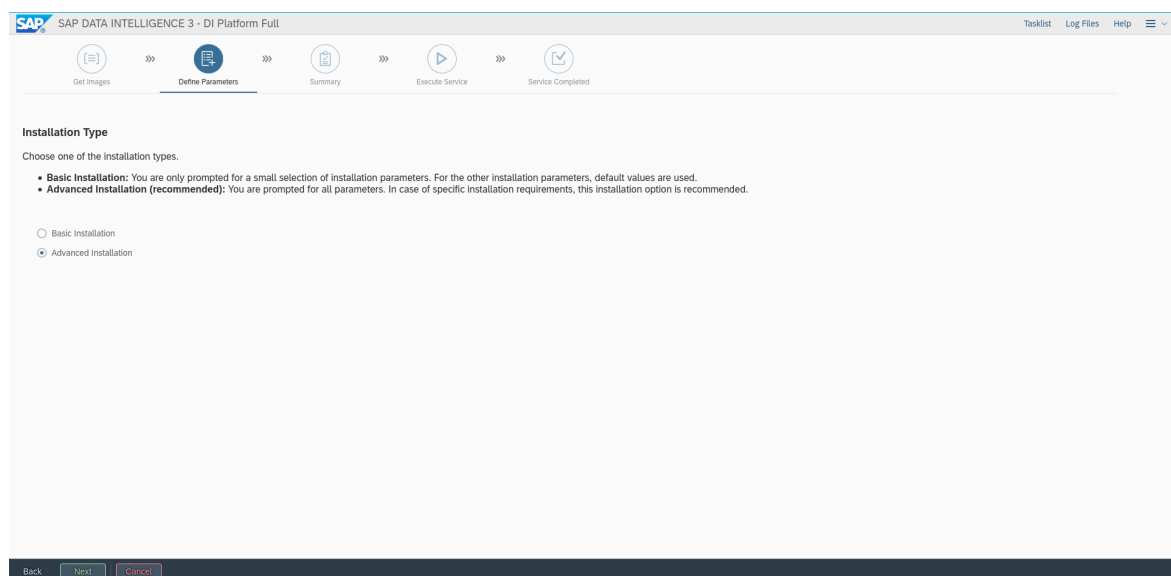 SAP SAP DATA INTELLIGENCE 3 - DI Platform Full Tasklist Log Files Help
Get Images Define Parameters Summary Execute Service Service Completed
Installation Type
Choose one of the installation types.
• Basic Installation: You are only prompted for a small selection of installation parameters. For the other installation parameters, default values are used.
• Advanced Installation (recommended): You are prompted for all parameters. In case of specific installation requirements, this installation option is recommended.
Basic Installation
Advanced Installation
Back Next Cancel